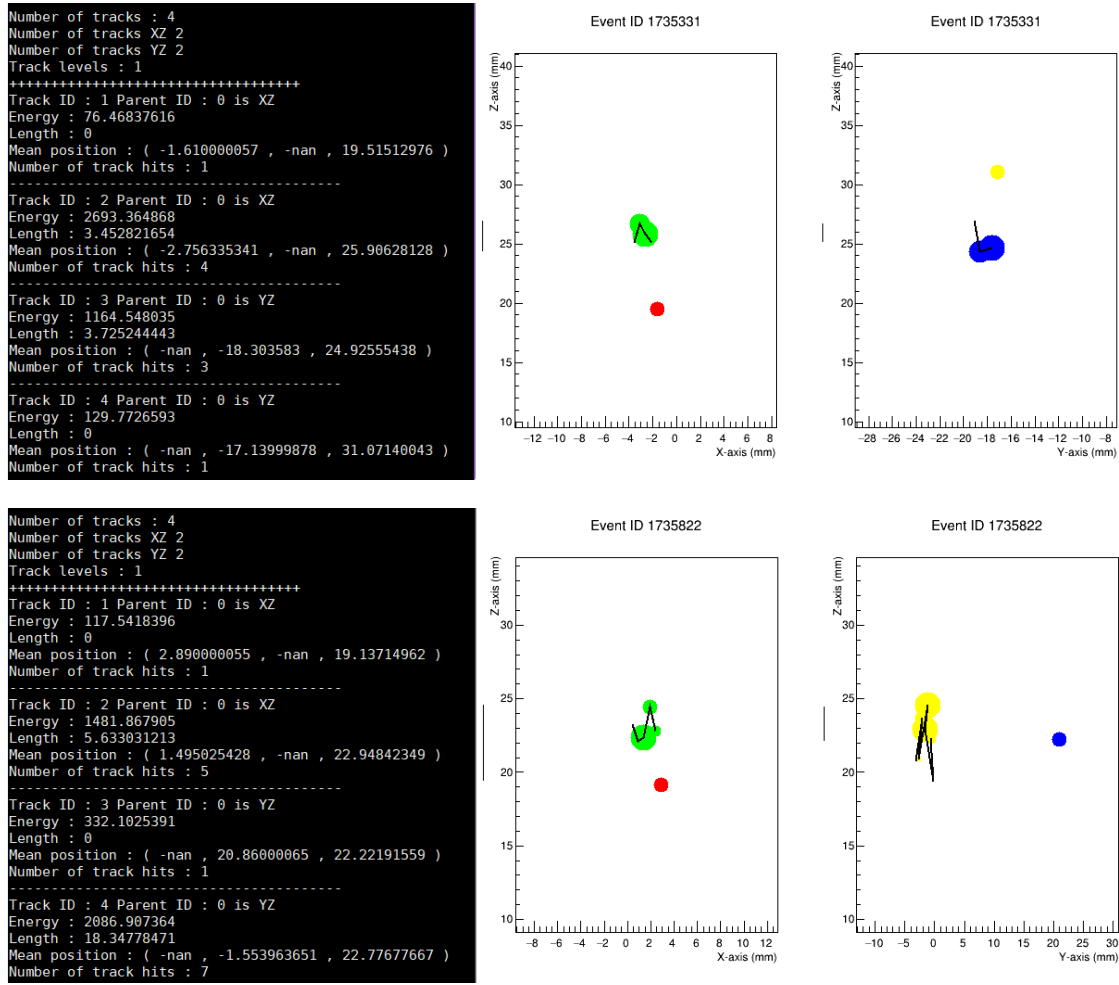 Number of tracks : 4
Number of tracks XZ 2
Number of tracks YZ 2
Track levels : 1
++++++++++++++++++++++++++++++++++
Track ID : 1 Parent ID : 0 is XZ
Energy : 76.46837616
Length : 0
Mean position : ( -1.610000057 , -nan , 19.51512976 )
Number of track hits : 1
---------------------------------------
Track ID : 2 Parent ID : 0 is XZ
Energy : 2693.364868
Length : 3.452821654
Mean position : ( -2.756335341 , -nan , 25.90628128 )
Number of track hits : 4
---------------------------------------
Track ID : 3 Parent ID : 0 is YZ
Energy : 1164.548035
Length : 3.725244443
Mean position : ( -nan , -18.303583 , 24.92555438 )
Number of track hits : 3
---------------------------------------
Track ID : 4 Parent ID : 0 is YZ
Energy : 129.7726593
Length : 0
Mean position : ( -nan , -17.13999878 , 31.07140043 )
Number of track hits : 1
Event ID 1735331
Z-axis (mm)
40
35
30
25
20
15
10
−12 −10 −8 −6 −4 −2 0 2 4 6 8
X-axis (mm)
Event ID 1735331
Z-axis (mm)
40
35
30
25
20
15
10
−28 −26 −24 −22 −20 −18 −16 −14 −12 −10 −8
Y-axis (mm)
Number of tracks : 4
Number of tracks XZ 2
Number of tracks YZ 2
Track levels : 1
++++++++++++++++++++++++++++++++++
Track ID : 1 Parent ID : 0 is XZ
Energy : 117.5418396
Length : 0
Mean position : ( 2.890000055 , -nan , 19.13714962 )
Number of track hits : 1
---------------------------------------
Track ID : 2 Parent ID : 0 is XZ
Energy : 1481.867905
Length : 5.633031213
Mean position : ( 1.495025428 , -nan , 22.94842349 )
Number of track hits : 5
---------------------------------------
Track ID : 3 Parent ID : 0 is YZ
Energy : 332.1025391
Length : 0
Mean position : ( -nan , 20.86000065 , 22.22191559 )
Number of track hits : 1
---------------------------------------
Track ID : 4 Parent ID : 0 is YZ
Energy : 2086.907364
Length : 18.34778471
Mean position : ( -nan , -1.553963651 , 22.77677667 )
Number of track hits : 7
Event ID 1735822
Z-axis (mm)
30
25
20
15
10
−8 −6 −4 −2 0 2 4 6 8 10 12
X-axis (mm)
Event ID 1735822
Z-axis (mm)
30
25
20
15
10
−10 −5 0 5 10 15 20 25 30
Y-axis (mm)